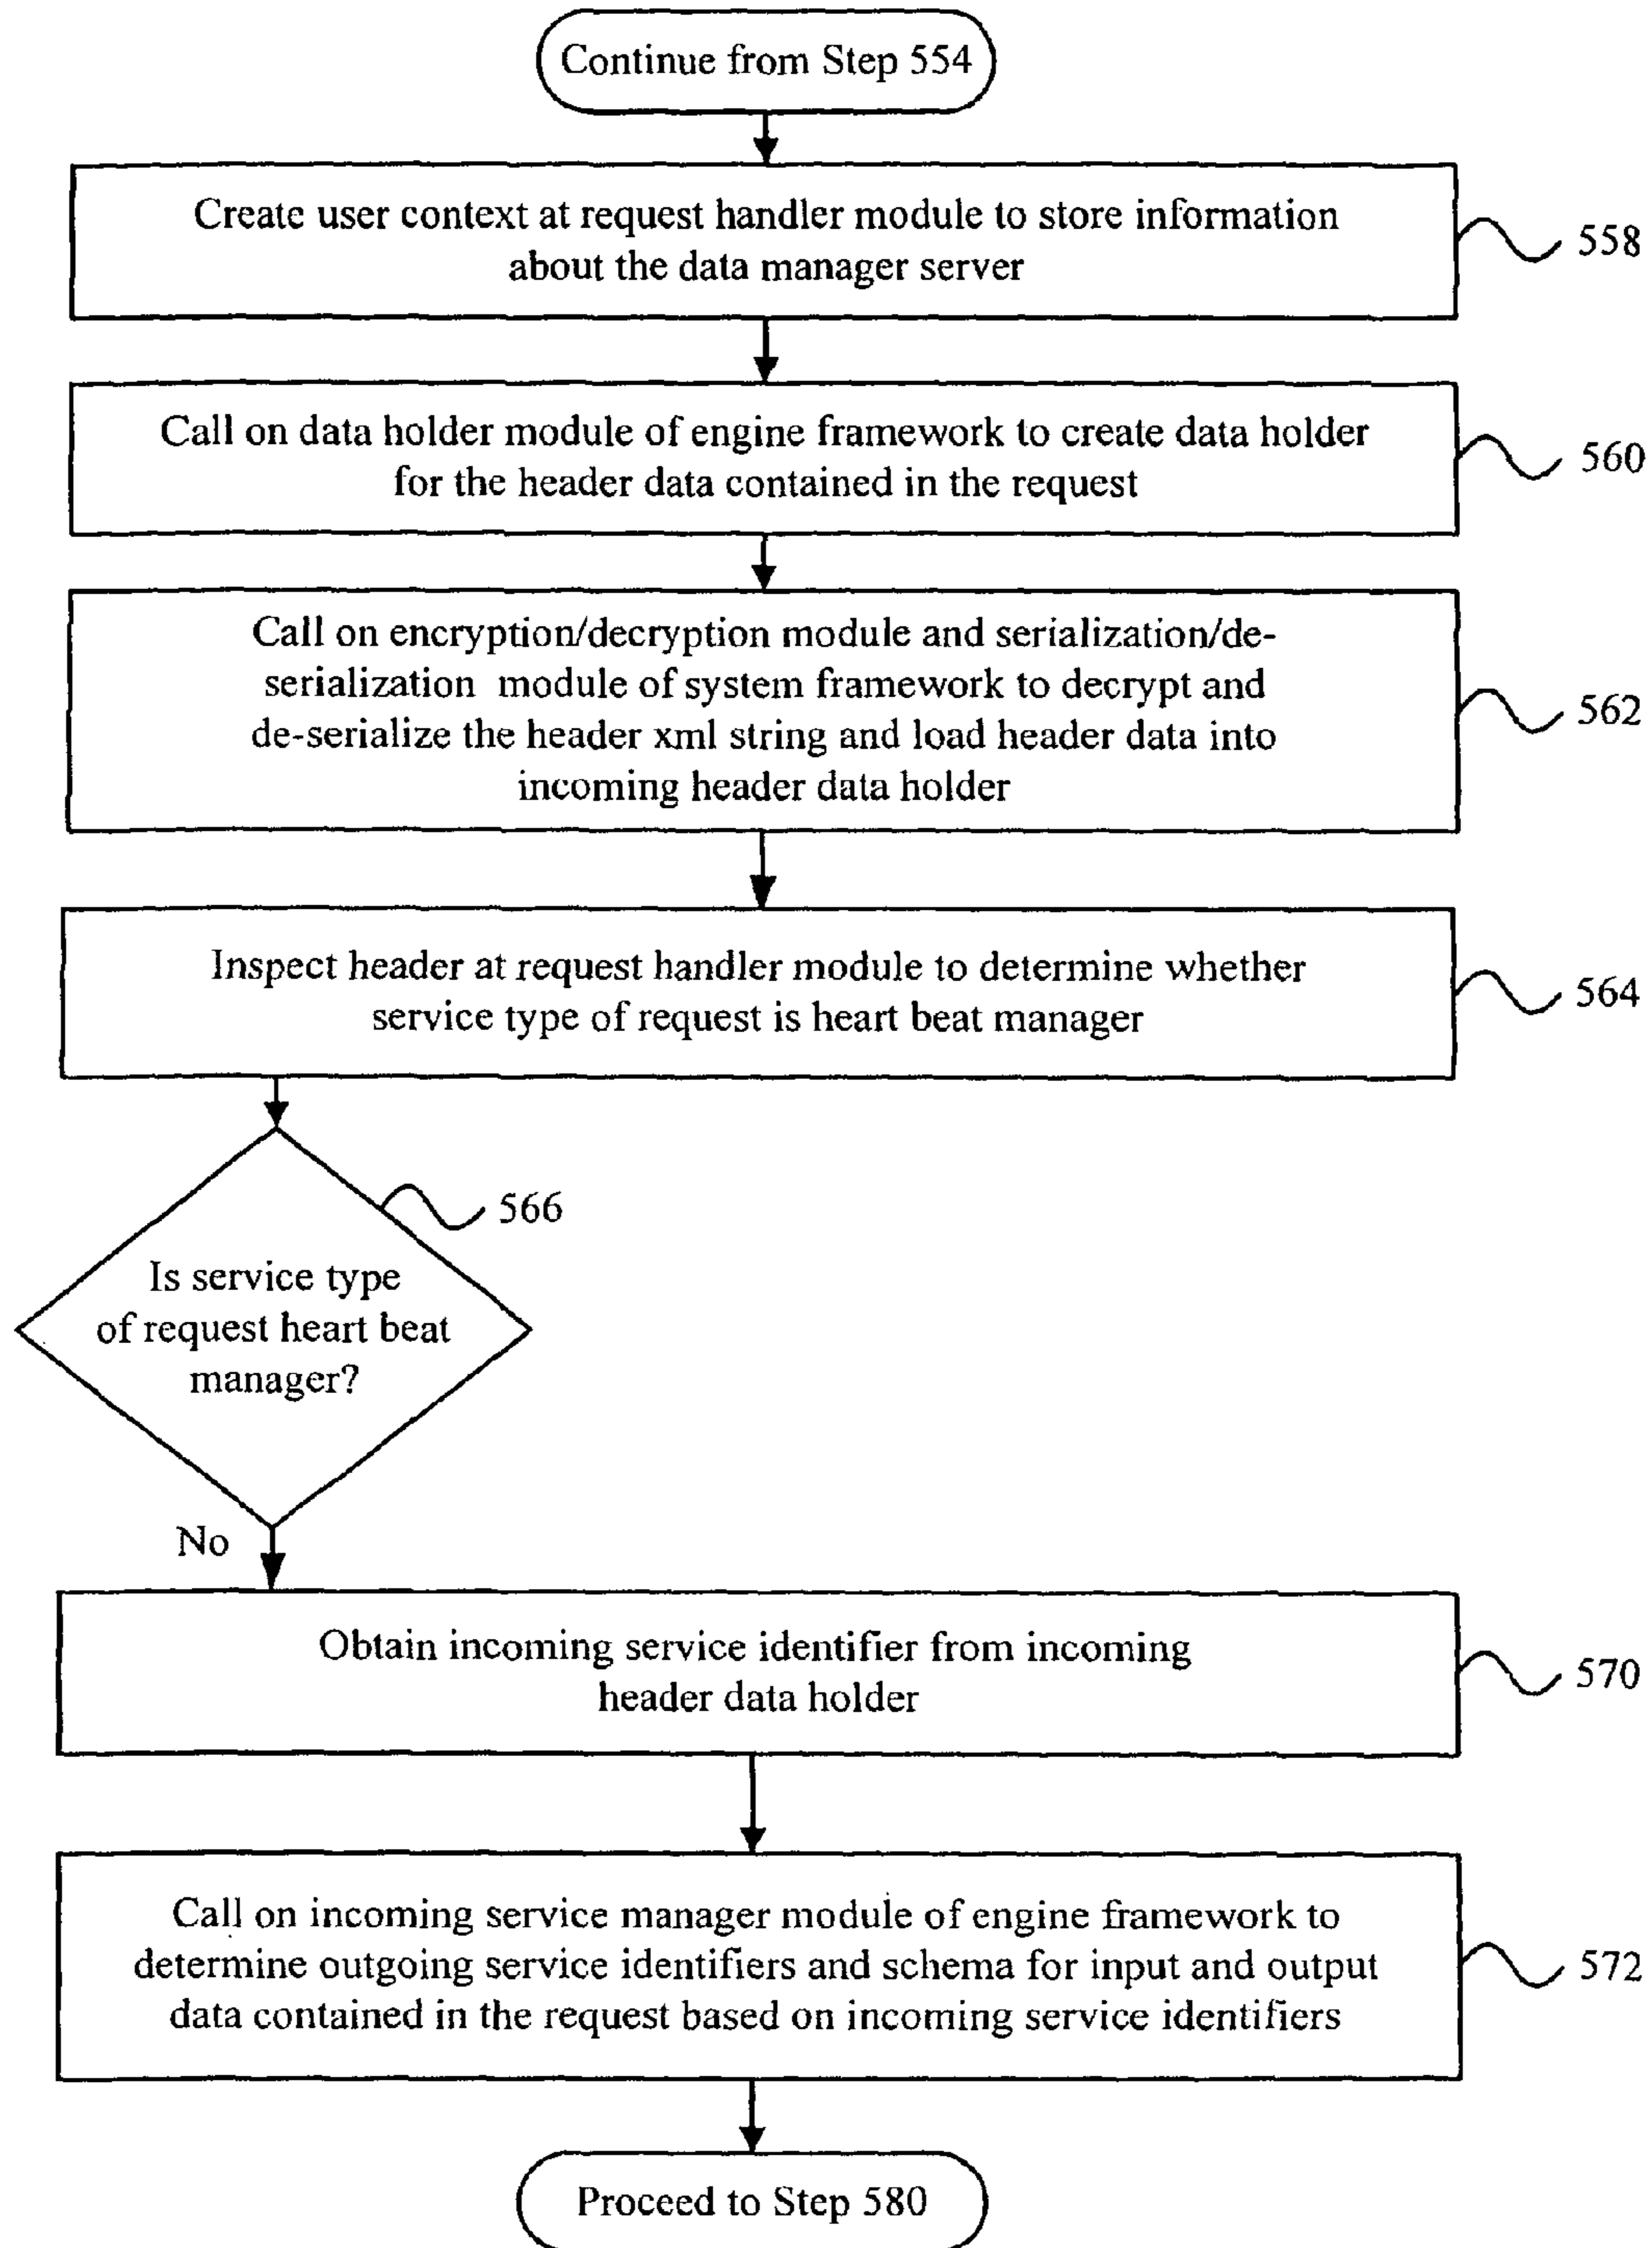 Continue from Step 554
Create user context at request handler module to store information
about the data manager server
558
Call on data holder module of engine framework to create data holder
for the header data contained in the request
560
Call on encryption/decryption module and serialization/de-
serialization module of system framework to decrypt and
de-serialize the header xml string and load header data into
incoming header data holder
562
Inspect header at request handler module to determine whether
service type of request is heart beat manager
564
566
Is service type
of request heart beat
manager?
No
Obtain incoming service identifier from incoming
header data holder
570
Call on incoming service manager module of engine framework to
determine outgoing service identifiers and schema for input and output
data contained in the request based on incoming service identifiers
572
Proceed to Step 580